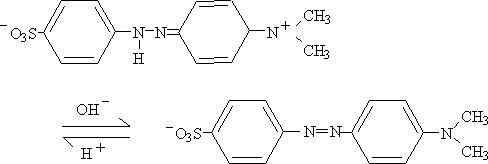 ⁻O₃S N N N⁺ CH₃
H CH₃
OH⁻
H⁺
⁻O₃S N N N CH₃
CH₃